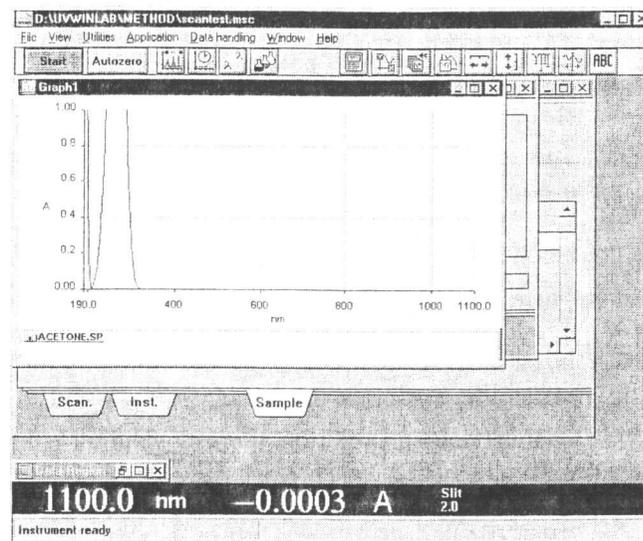 D:\UVWINLAB\METHOD\scantest.msc
File View Utilities Application Data handling Window Help
Start Autozero ABC
Graph1
1.00
0.8
0.6
A
0.4
0.2
0.00
190.0 400 600 800 1000 1100.0
nm
ACETONE.SP
Scan. Inst. Sample
1100.0 nm -0.0003 A Slit 2.0
Instrument ready